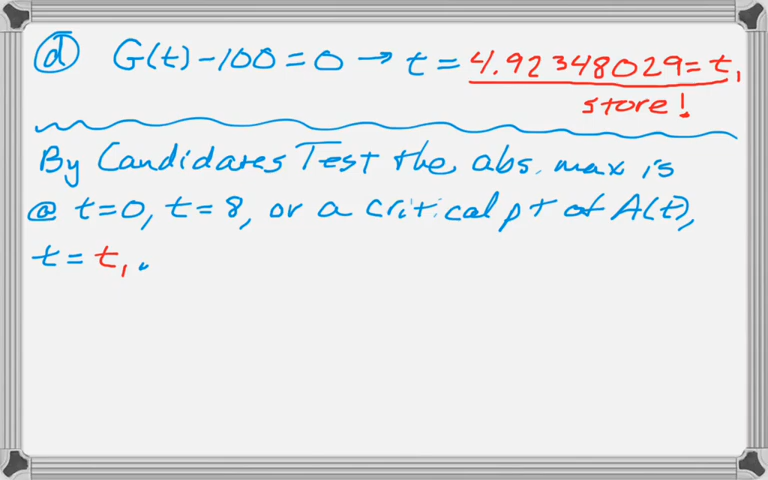 (d) G(t) - 100 = 0 → t = 4.92348029 = t₁
store!
By Candidates Test the abs. max is
@ t=0, t=8, or a critical pt of A(t),
t = t₁.